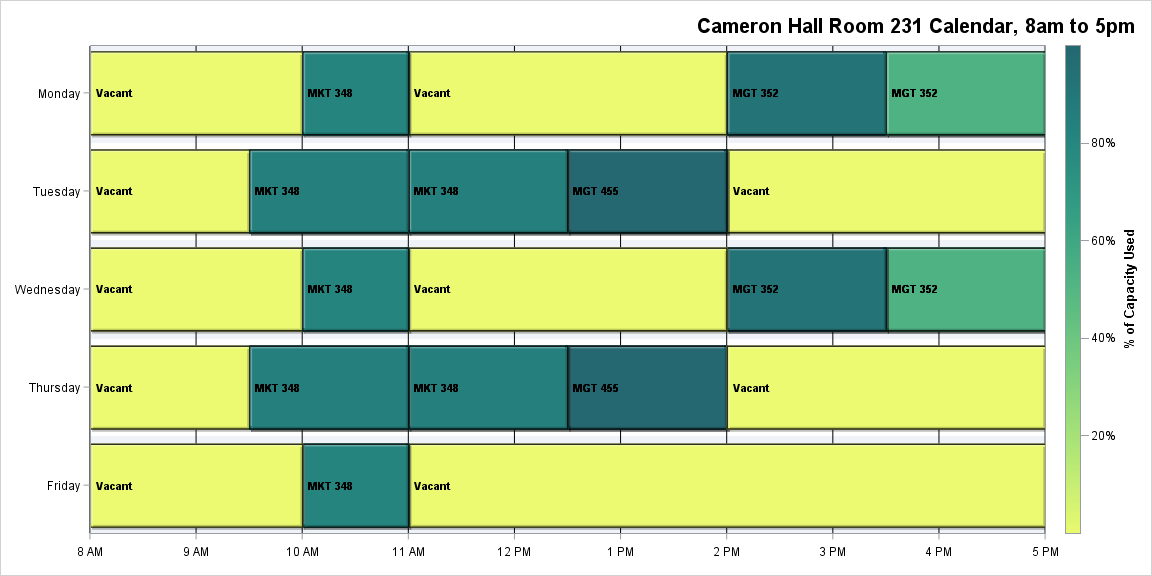 Cameron Hall Room 231 Calendar, 8am to 5pm
Monday Vacant MKT 348 Vacant MGT 352 MGT 352
80%
Tuesday Vacant MKT 348 MKT 348 MGT 455 Vacant
60%
Wednesday Vacant MKT 348 Vacant MGT 352 MGT 352
% of Capacity Used
40%
Thursday Vacant MKT 348 MKT 348 MGT 455 Vacant
20%
Friday Vacant MKT 348 Vacant
8 AM 9 AM 10 AM 11 AM 12 PM 1 PM 2 PM 3 PM 4 PM 5 PM